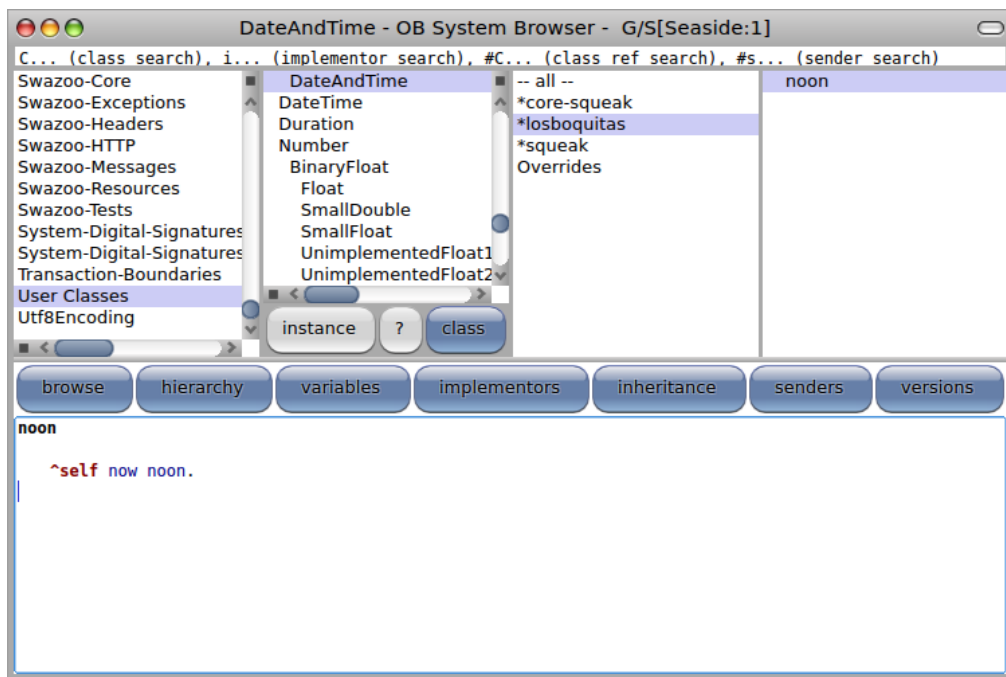 DateAndTime - OB System Browser - G/S[Seaside:1]
C... (class search), i... (implementor search), #C... (class ref search), #s... (sender search)
Swazoo-Core
Swazoo-Exceptions
Swazoo-Headers
Swazoo-HTTP
Swazoo-Messages
Swazoo-Resources
Swazoo-Tests
System-Digital-Signatures
System-Digital-Signatures
Transaction-Boundaries
User Classes
Utf8Encoding
DateAndTime
DateTime
Duration
Number
BinaryFloat
Float
SmallDouble
SmallFloat
UnimplementedFloat1
UnimplementedFloat2
instance
?
class
-- all --
*core-squeak
*losboquitas
*squeak
Overrides
noon
browse
hierarchy
variables
implementors
inheritance
senders
versions
noon
^self now noon.